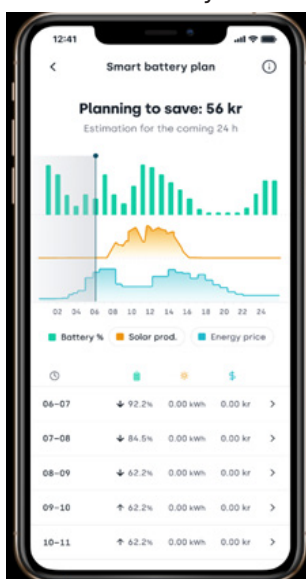 12:41
Smart battery plan
Planning to save: 56 kr
Estimation for the coming 24 h
02 04 06 08 10 12 14 16 18 20 22 24
Battery % Solar prod. Energy price
$
06-07 92.2% 0.00 kWh 0.00 kr
07-08 84.5% 0.00 kWh 0.00 kr
08-09 62.2% 0.00 kWh 0.00 kr
09-10 62.2% 0.00 kWh 0.00 kr
10-11 62.2% 0.00 kWh 0.00 kr